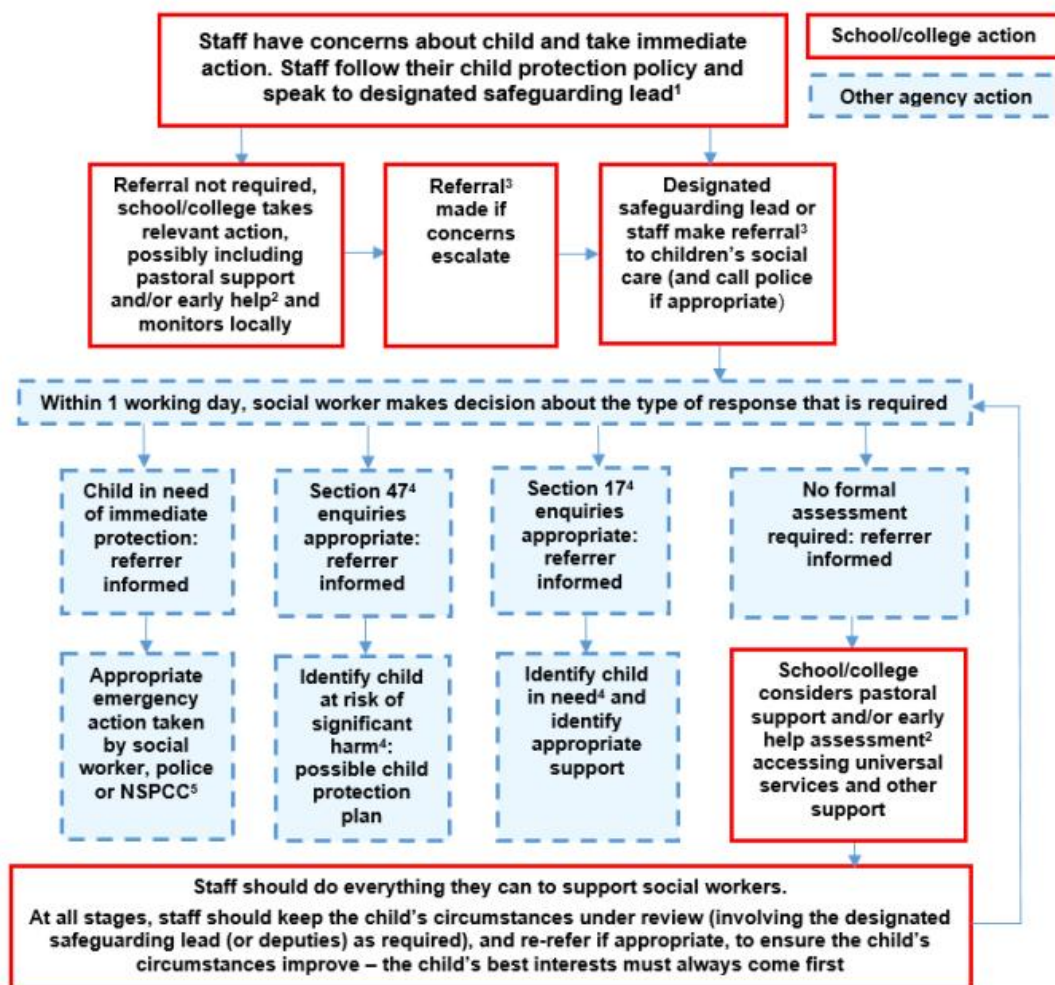 Staff have concerns about child and take immediate
action. Staff follow their child protection policy and
speak to designated safeguarding lead¹
School/college action
Other agency action
Referral not required,
school/college takes
relevant action,
possibly including
pastoral support
and/or early help² and
monitors locally
Referral³
made if
concerns
escalate
Designated
safeguarding lead or
staff make referral³
to children's social
care (and call police
if appropriate)
Within 1 working day, social worker makes decision about the type of response that is required
Child in need
of immediate
protection:
referrer
informed
Section 47⁴
enquiries
appropriate:
referrer
informed
Section 17⁴
enquiries
appropriate:
referrer
informed
No formal
assessment
required: referrer
informed
Appropriate
emergency
action taken
by social
worker, police
or NSPCC⁵
Identify child
at risk of
significant
harm⁴:
possible child
protection
plan
Identify child
in need⁴ and
identify
appropriate
support
School/college
considers pastoral
support and/or early
help assessment²
accessing universal
services and other
support
Staff should do everything they can to support social workers.
At all stages, staff should keep the child's circumstances under review (involving the designated
safeguarding lead (or deputies) as required), and re-refer if appropriate, to ensure the child's
circumstances improve – the child's best interests must always come first